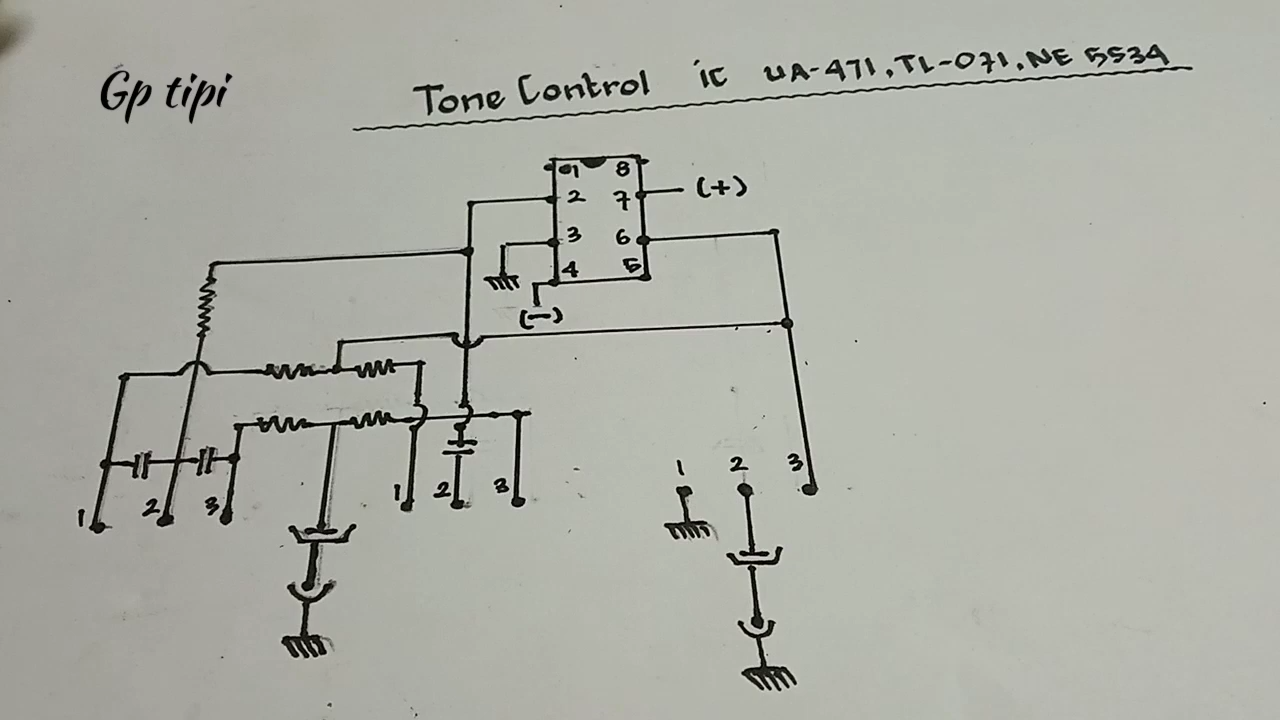 Gp tipi
Tone Control ic UA-471, TL-071, NE 5534
1 8
2 7 (+)
3 6
4 5
(-)
1 2 3
1 2 3
1 2 3